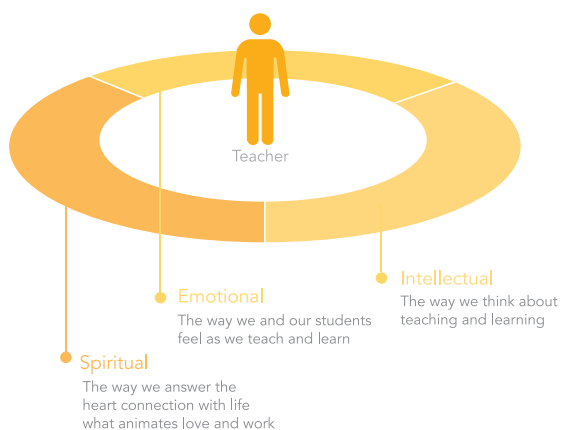 Teacher
Intellectual
The way we think about
teaching and learning
Emotional
The way we and our students
feel as we teach and learn
Spiritual
The way we answer the
heart connection with life
what animates love and work